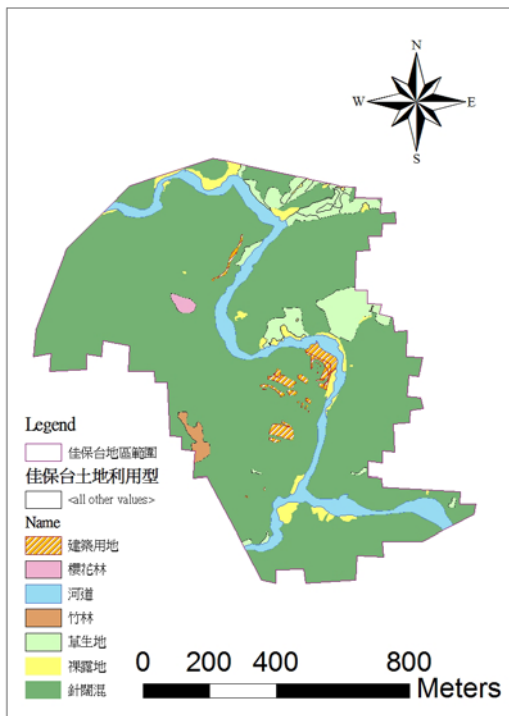 N
W E
S
Legend
佳保台地區範圍
佳保台土地利用型
<all other values>
Name
建築用地
櫻花林
河道
竹林
草生地
裸露地
針闊混
0 200 400 800
Meters